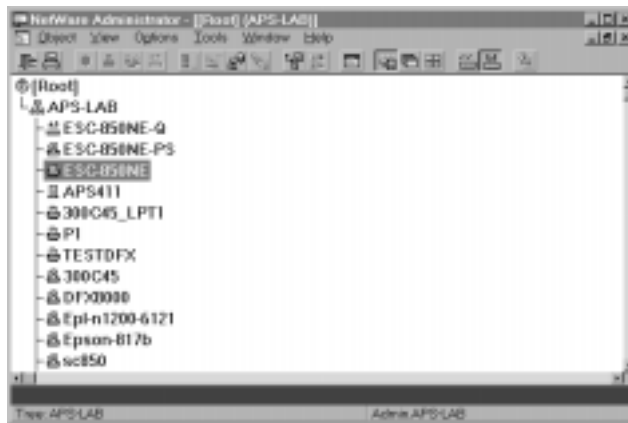 NetWare Administrator - [[Root] (APS-LAB)]
Object View Options Tools Window Help
[Root]
APS-LAB
ESC-850NE-Q
ESC-850NE-PS
ESC-850NE
APS411
300C45_LPT1
P1
TESTDFX
300C45
DFX8000
Epl-n1200-6121
Epson-817b
sc850
Tree: APS-LAB Admin.APS-LAB